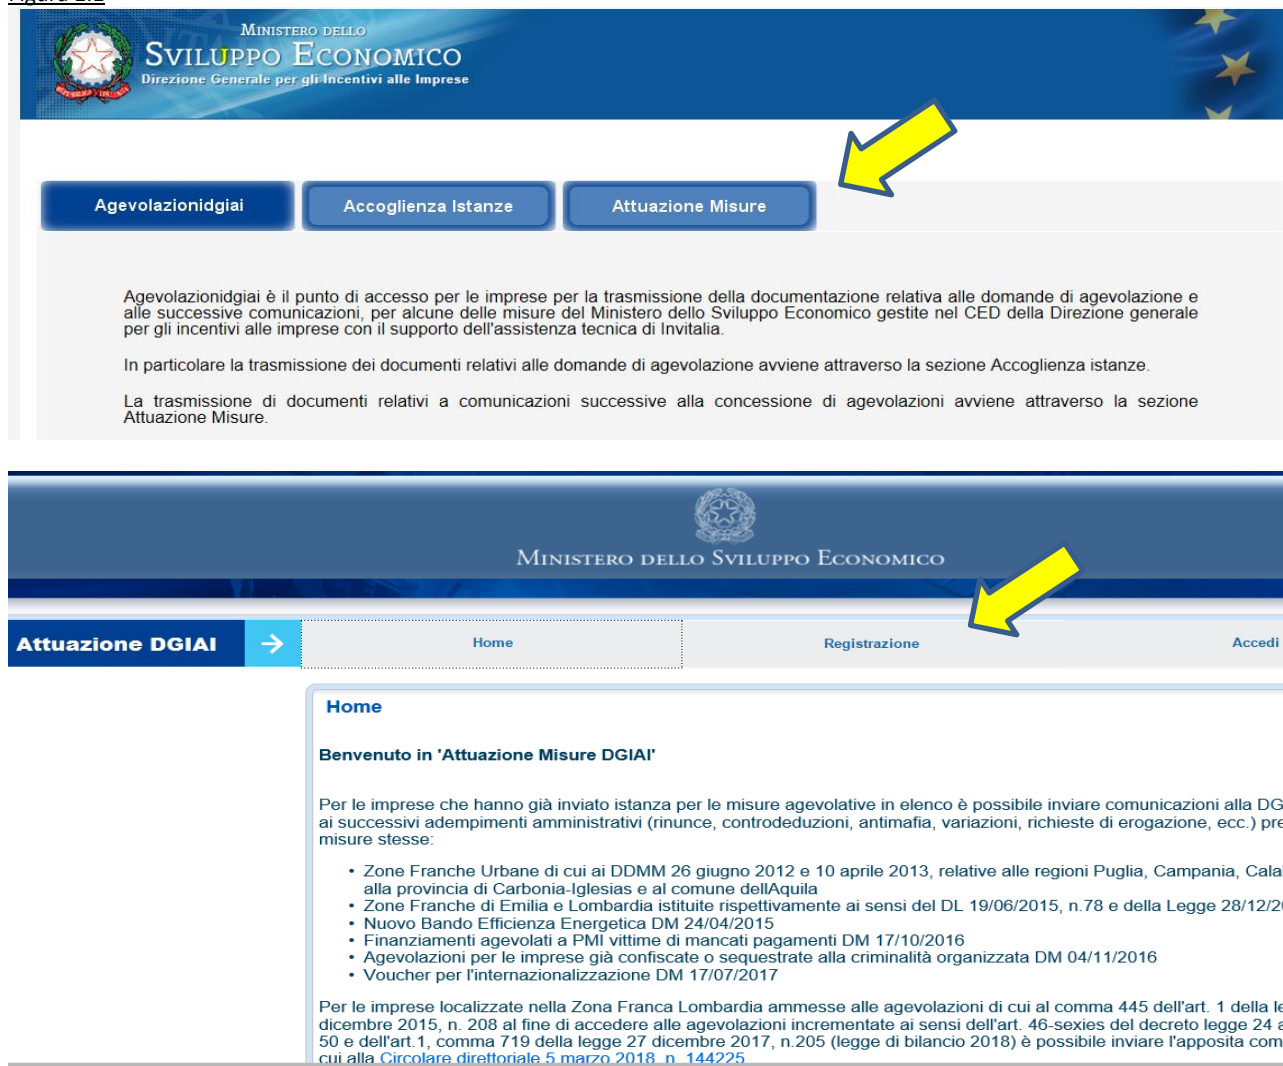 MINISTERO DELLO
SVILUPPO ECONOMICO
Direzione Generale per gli Incentivi alle Imprese
Agevolazionidgiai
Accoglienza Istanze
Attuazione Misure
Agevolazionidgiai è il punto di accesso per le imprese per la trasmissione della documentazione relativa alle domande di agevolazione e
alle successive comunicazioni, per alcune delle misure del Ministero dello Sviluppo Economico gestite nel CED della Direzione generale
per gli incentivi alle imprese con il supporto dell'assistenza tecnica di Invitalia.
In particolare la trasmissione dei documenti relativi alle domande di agevolazione avviene attraverso la sezione Accoglienza istanze.
La trasmissione di documenti relativi a comunicazioni successive alla concessione di agevolazioni avviene attraverso la sezione
Attuazione Misure.
MINISTERO DELLO SVILUPPO ECONOMICO
Attuazione DGIAI
Home
Registrazione
Accedi
Home
Benvenuto in 'Attuazione Misure DGIAI'
Per le imprese che hanno già inviato istanza per le misure agevolative in elenco è possibile inviare comunicazioni alla DG
ai successivi adempimenti amministrativi (rinunce, controdeduzioni, antimafia, variazioni, richieste di erogazione, ecc.) pre
misure stesse:
• Zone Franche Urbane di cui ai DDMM 26 giugno 2012 e 10 aprile 2013, relative alle regioni Puglia, Campania, Cala
alla provincia di Carbonia-Iglesias e al comune dellAquila
• Zone Franche di Emilia e Lombardia istituite rispettivamente ai sensi del DL 19/06/2015, n.78 e della Legge 28/12/2
• Nuovo Bando Efficienza Energetica DM 24/04/2015
• Finanziamenti agevolati a PMI vittime di mancati pagamenti DM 17/10/2016
• Agevolazioni per le imprese già confiscate o sequestrate alla criminalità organizzata DM 04/11/2016
• Voucher per l'internazionalizzazione DM 17/07/2017
Per le imprese localizzate nella Zona Franca Lombardia ammesse alle agevolazioni di cui al comma 445 dell'art. 1 della le
dicembre 2015, n. 208 al fine di accedere alle agevolazioni incrementate ai sensi dell'art. 46-sexies del decreto legge 24 a
50 e dell'art.1, comma 719 della legge 27 dicembre 2017, n.205 (legge di bilancio 2018) è possibile inviare l'apposita com
cui alla Circolare direttoriale 5 marzo 2018, n. 144225